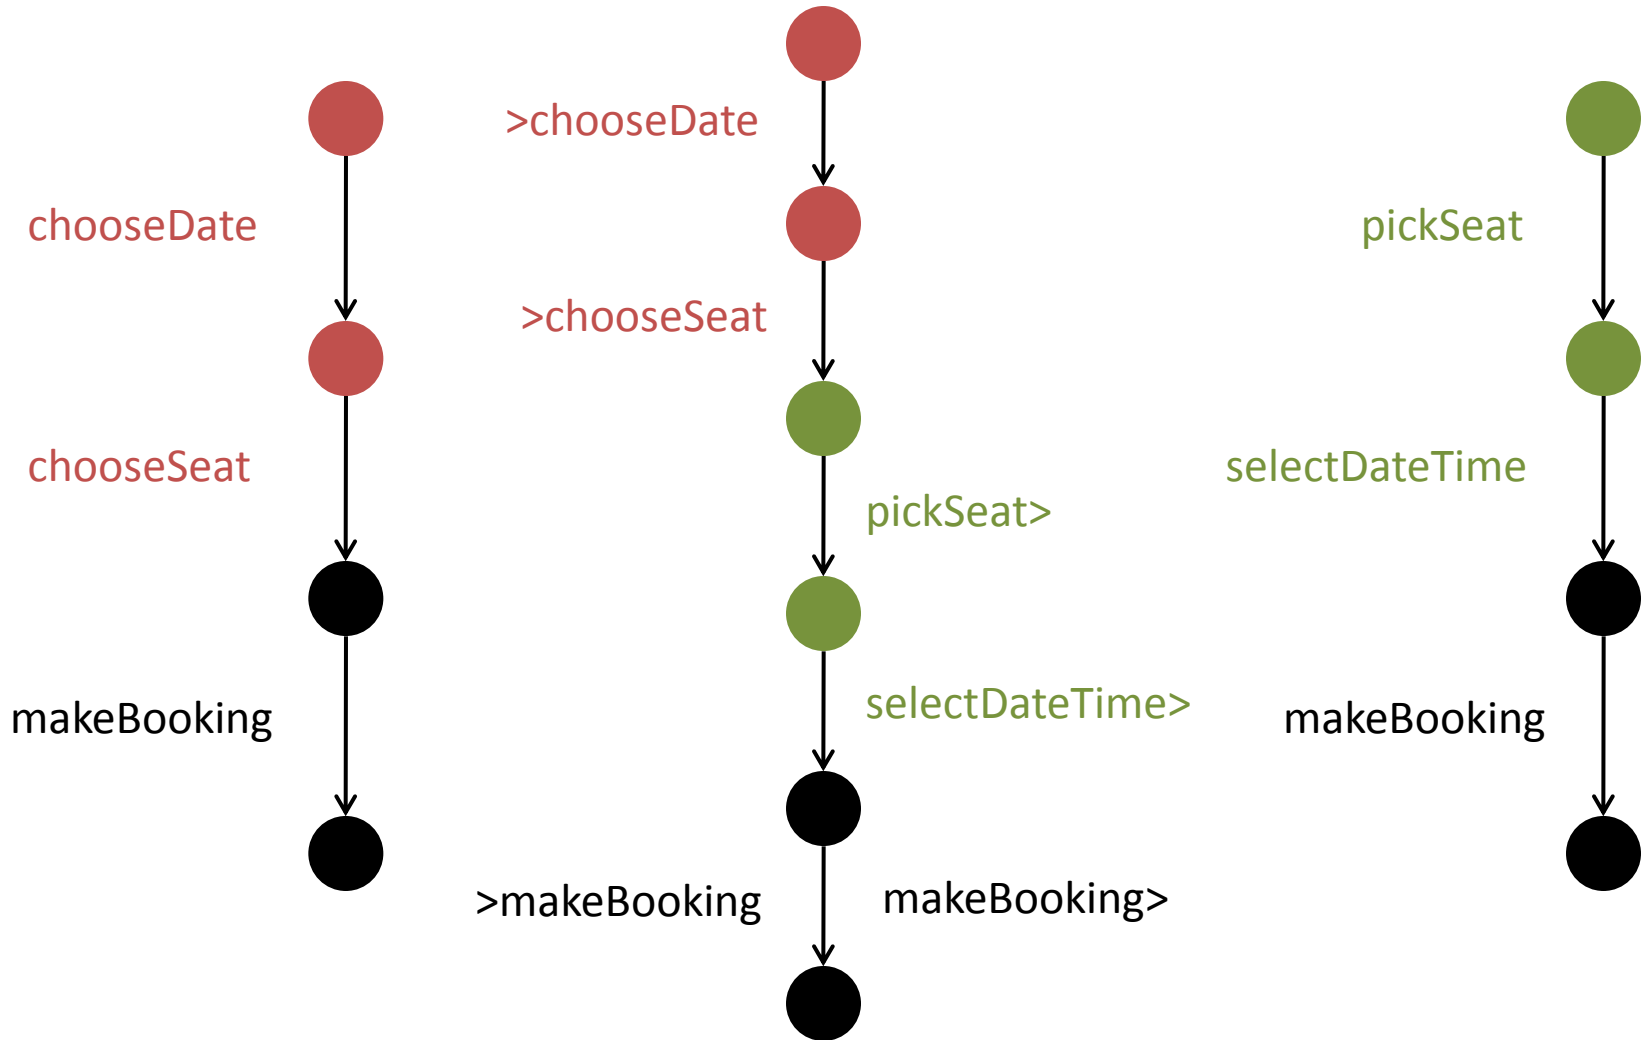 chooseDate
chooseSeat
makeBooking
>chooseDate
>chooseSeat
pickSeat>
selectDateTime>
>makeBooking
makeBooking>
pickSeat
selectDateTime
makeBooking